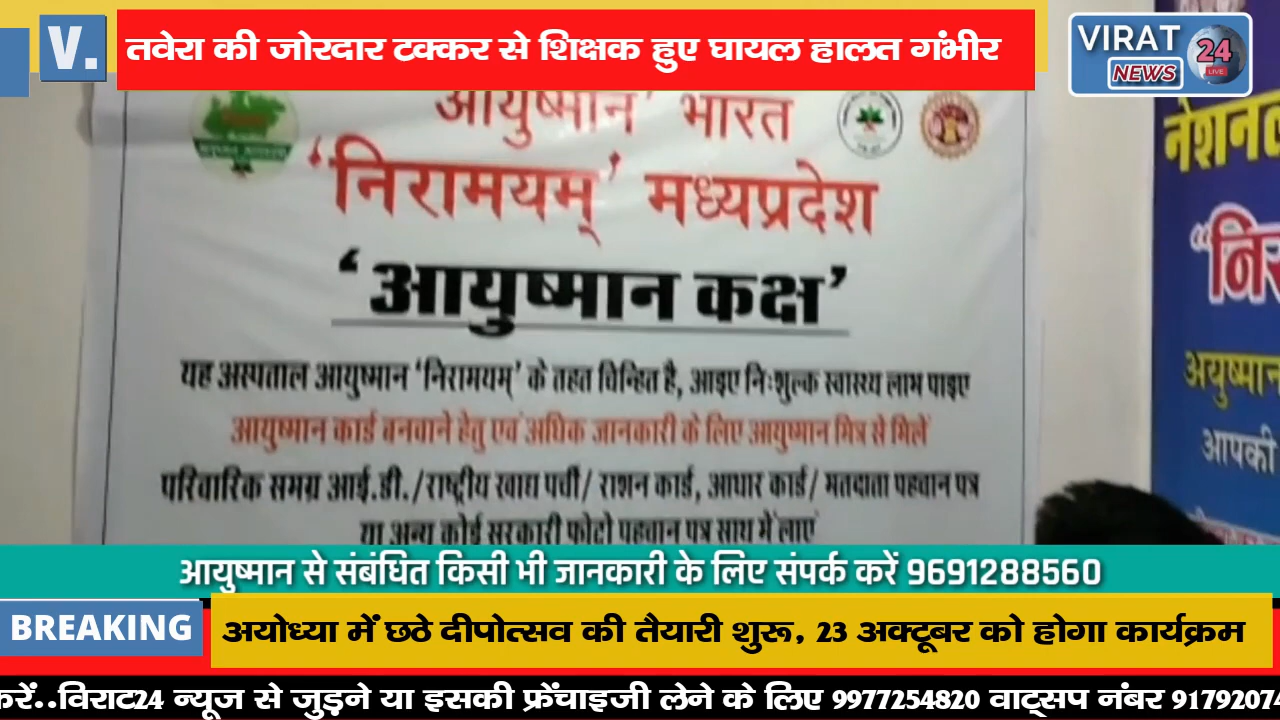 V.
तवेरा की जोरदार टक्कर से शिक्षक हुए घायल हालत गंभीर
VIRAT
NEWS
24
LIVE
आयुष्मान' भारत
'निरामयम्' मध्यप्रदेश
'आयुष्मान कक्ष'
यह अस्पताल आयुष्मान 'निरामयम्' के तहत चिन्हित है, आइए निःशुल्क स्वास्थ्य लाभ पाइए
आयुष्मान कार्ड बनवाने हेतु एवं अधिक जानकारी के लिए आयुष्मान मित्र से मिलें
परिवारिक समग्र आई.डी./राष्ट्रीय खाद्य पर्ची/ राशन कार्ड, आधार कार्ड/ मतदाता पहचान पत्र
या अन्य कोई सरकारी फोटो पहचान पत्र साथ में लाएं
नेशनल
"निर
अयुष्मान
आपकी
आयुष्मान से संबंधित किसी भी जानकारी के लिए संपर्क करें 9691288560
BREAKING
अयोध्या में छठे दीपोत्सव की तैयारी शुरू, 23 अक्टूबर को होगा कार्यक्रम
करें..विराट24 न्यूज से जुड़ने या इसकी फ्रेंचाइजी लेने के लिए 9977254820 वाट्सप नंबर 9179207